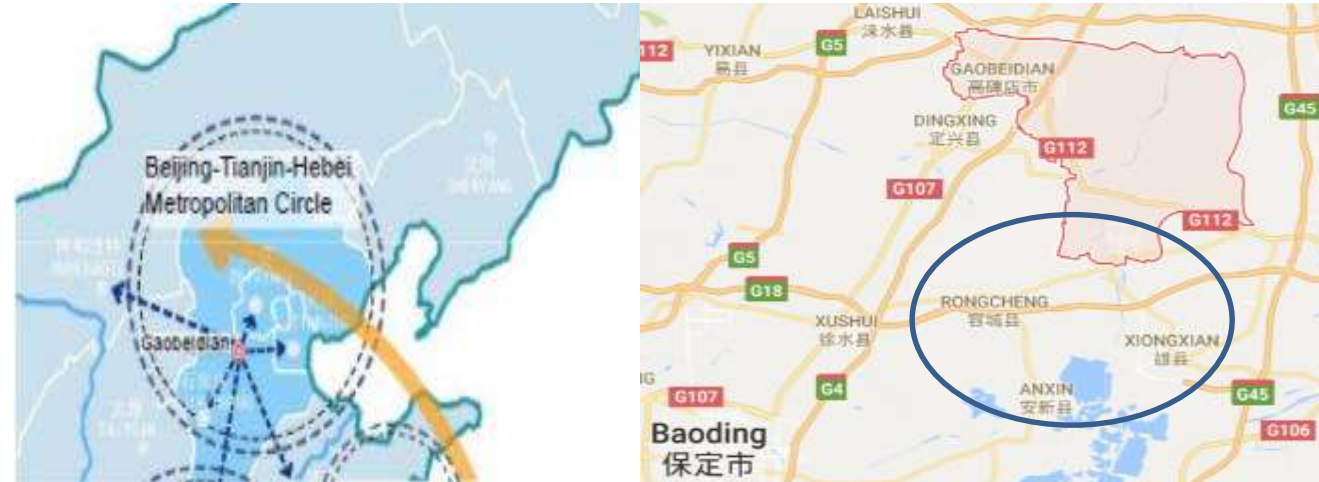 Beijing-Tianjin-Hebei
Metropolitan Circle
Gaobeidian
LAISHUI
涞水县
112
YIXIAN
易县
G5
GAOBEIDIAN
高碑店市
G45
DINGXING
定兴县
G112
G107
G112
G5
G18
RONGCHENG
容城县
XUSHUI
徐水县
XIONGXIAN
雄县
G4
ANXIN
安新县
G45
G107
G106
Baoding
保定市